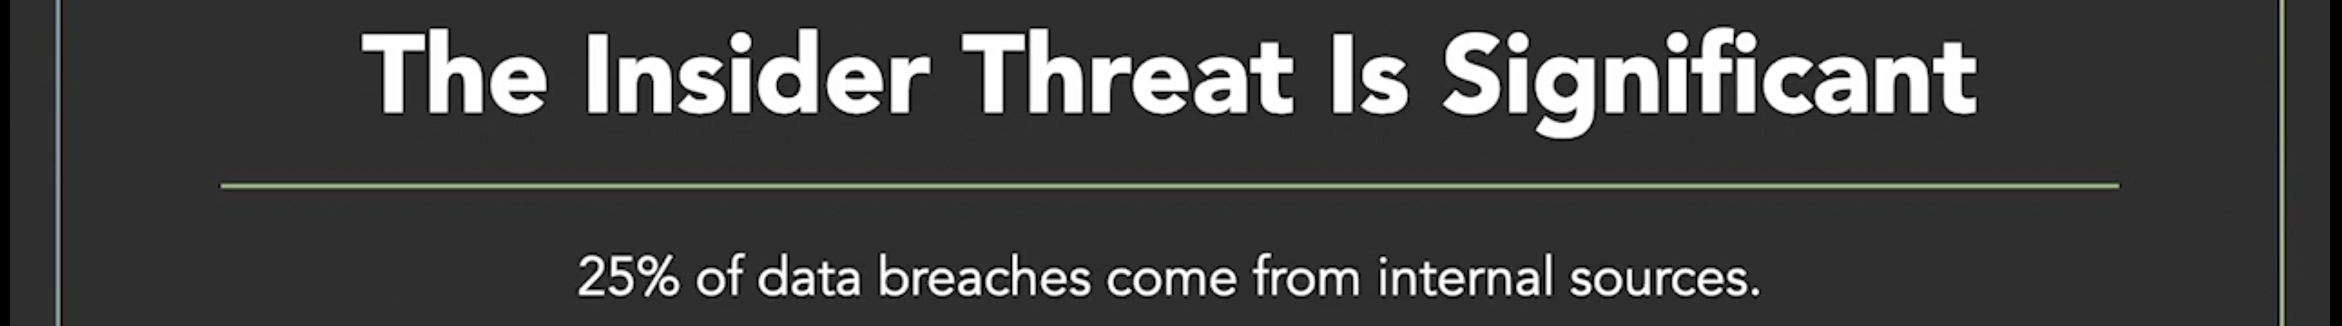 The Insider Threat Is Significant
25% of data breaches come from internal sources.